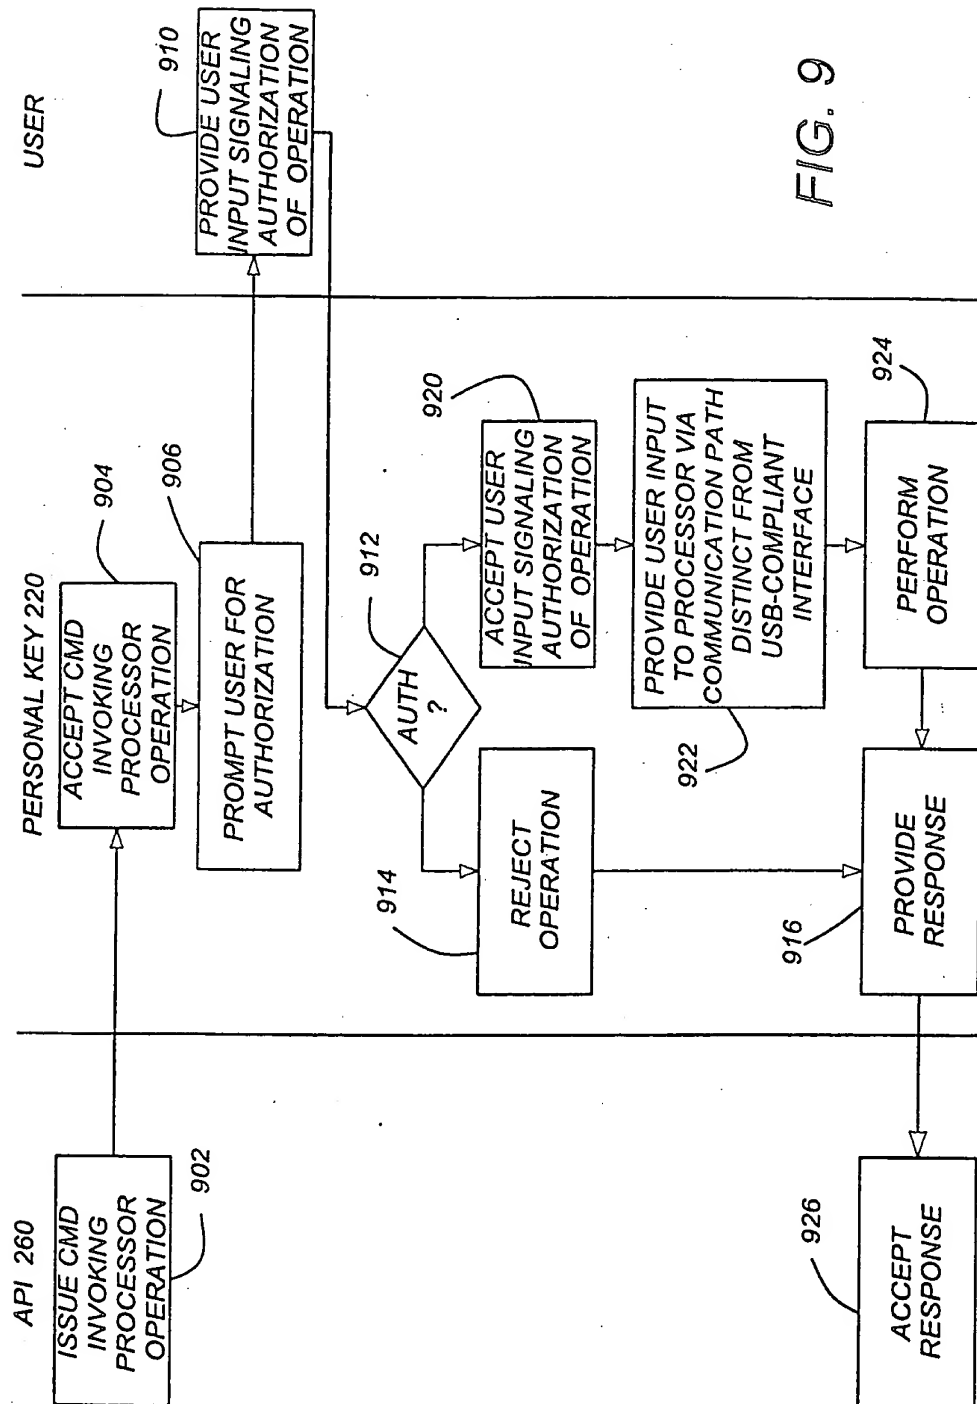 API 260
PERSONAL KEY 220
USER
ISSUE CMD
INVOKING
PROCESSOR
OPERATION
902
ACCEPT CMD
INVOKING
PROCESSOR
OPERATION
904
PROMPT USER FOR
AUTHORIZATION
906
PROVIDE USER
INPUT SIGNALING
AUTHORIZATION
OF OPERATION
910
AUTH
?
912
REJECT
OPERATION
914
ACCEPT USER
INPUT SIGNALING
AUTHORIZATION
OF OPERATION
920
PROVIDE USER INPUT
TO PROCESSOR VIA
COMMUNICATION PATH
DISTINCT FROM
USB-COMPLIANT
INTERFACE
922
PERFORM
OPERATION
924
PROVIDE
RESPONSE
916
ACCEPT
RESPONSE
926
FIG. 9